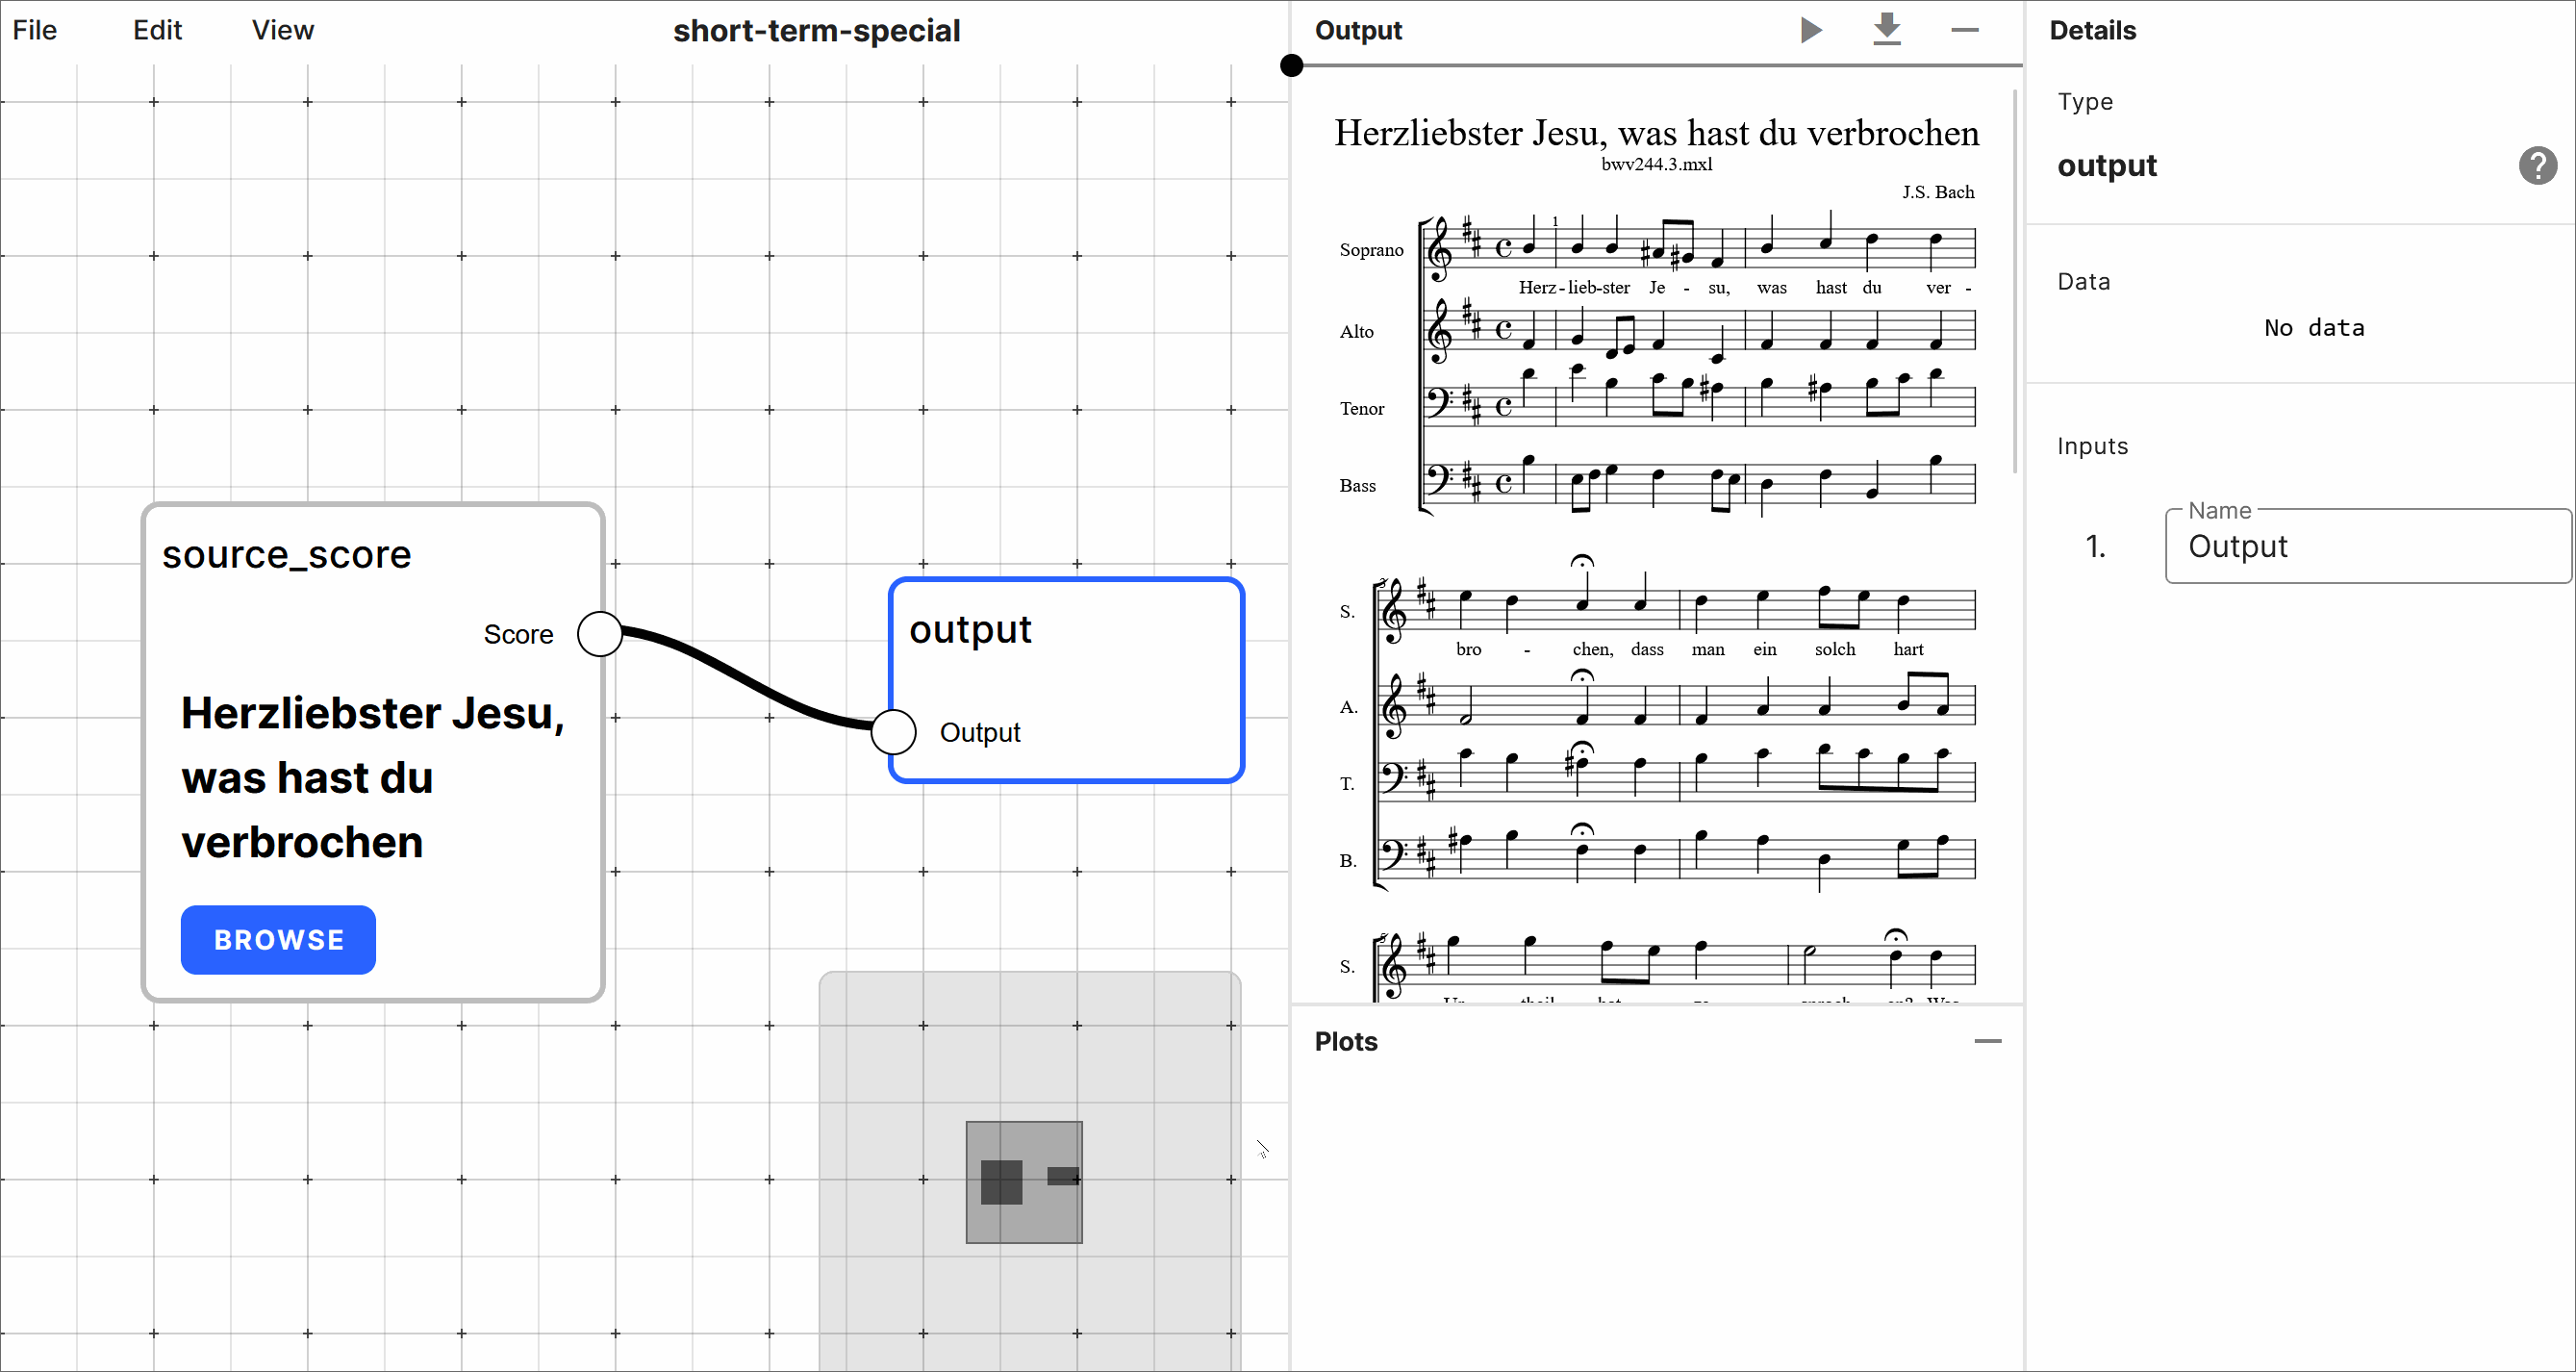 File
Edit
View
short-term-special
source_score
Score
Herzliebster Jesu,
was hast du
verbrochen
BROWSE
output
Output
Output
Herzliebster Jesu, was hast du verbrochen
bwv244.3.mxl
J.S. Bach
1
Soprano
Herz - lieb-ster Je - su, was hast du ver -
Alto
Tenor
Bass
S.
bro - chen, dass man ein solch hart
A.
T.
B.
S.
Plots
Details
Type
output
?
Data
No data
Inputs
Name
1.
Output